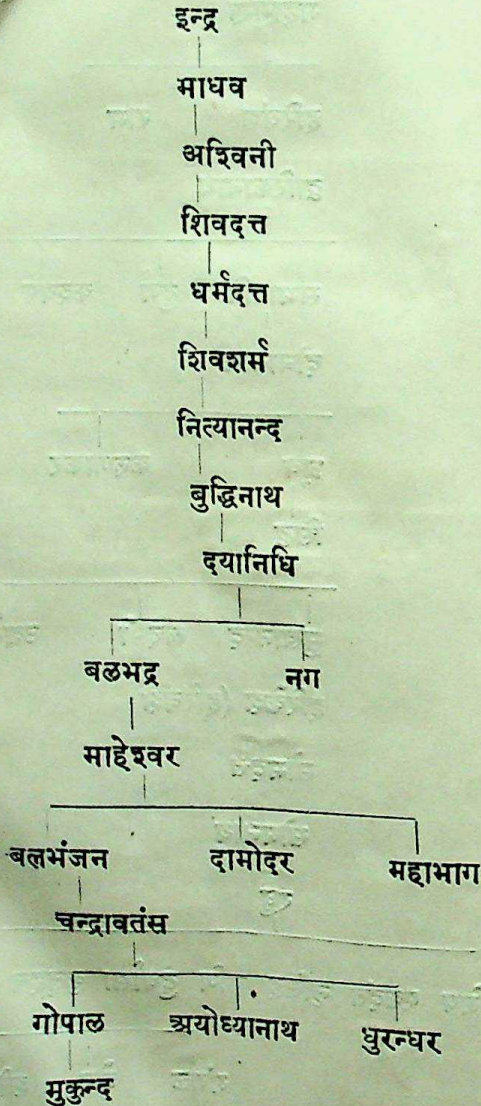 इन्द्र
माधव
अश्विनी
शिवदत्त
धर्मदत्त
शिवशर्म
नित्यानन्द
बुद्धिनाथ
दयानिधि
बळभद्र नग
माहेश्वर
बलभंजन दामोदर महाभाग
चन्द्रावतंस
गोपाल अयोध्यानाथ धुरन्धर
मुकुन्द